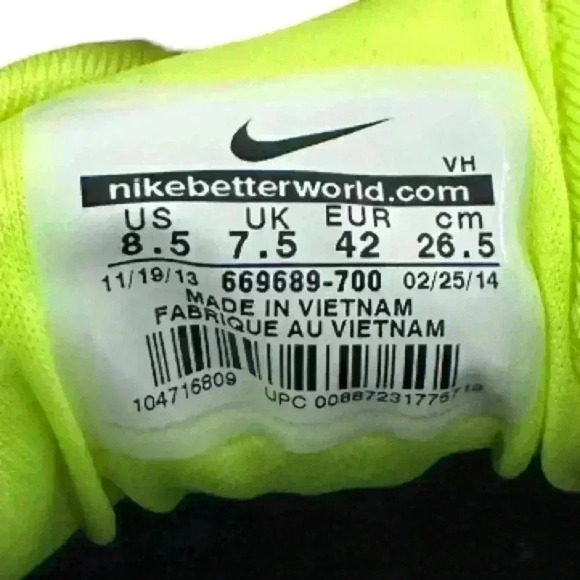 VH
nikebetterworld.com
US UK EUR cm
8.5 7.5 42 26.5
11/19/13 669689-700 02/25/14
MADE IN VIETNAM
FABRIQUE AU VIETNAM
104716809
UPC